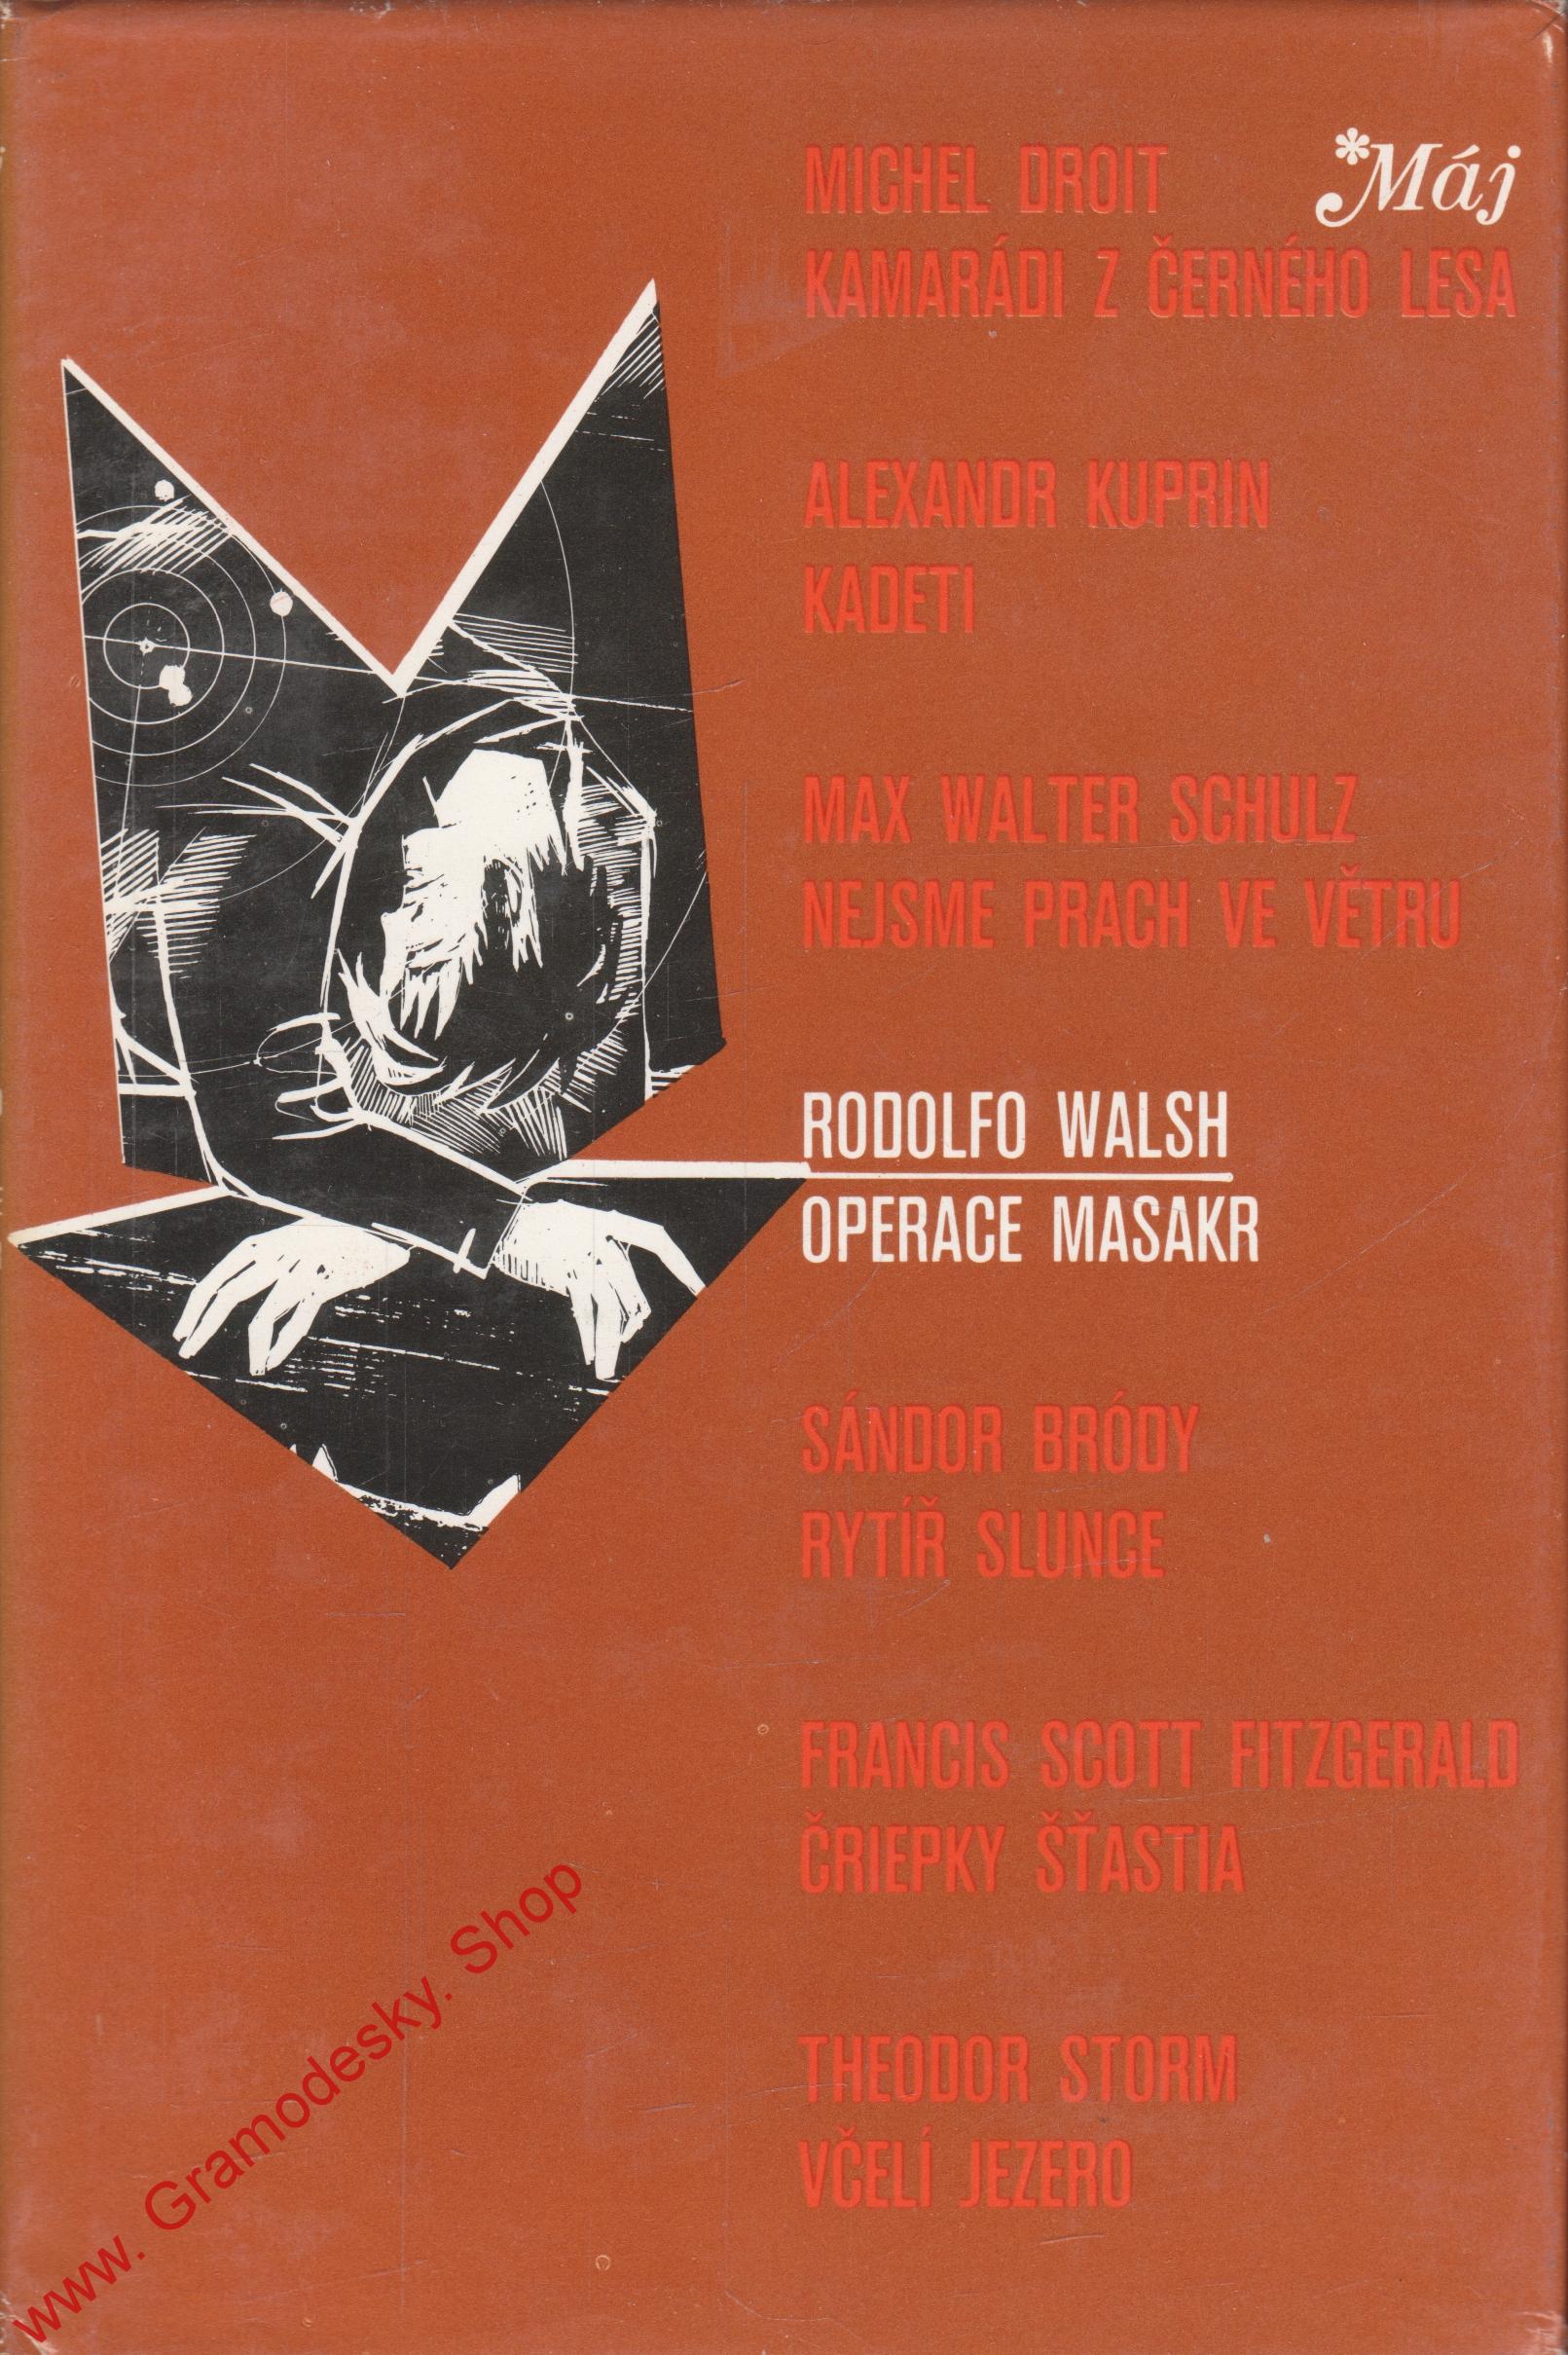 MICHEL DROIT
*Máj
KAMARÁDI Z ČERNÉHO LESA
ALEXANDR KUPRIN
KADETI
MAX WALTER SCHULZ
NEJSME PRACH VE VĚTRU
RODOLFO WALSH
OPERACE MASAKR
SÁNDOR BRÓDY
RYTÍŘ SLUNCE
FRANCIS SCOTT FITZGERALD
ČRIEPKY ŠŤASTIA
THEODOR STORM
VČELÍ JEZERO
www. Gramodesky. Shop